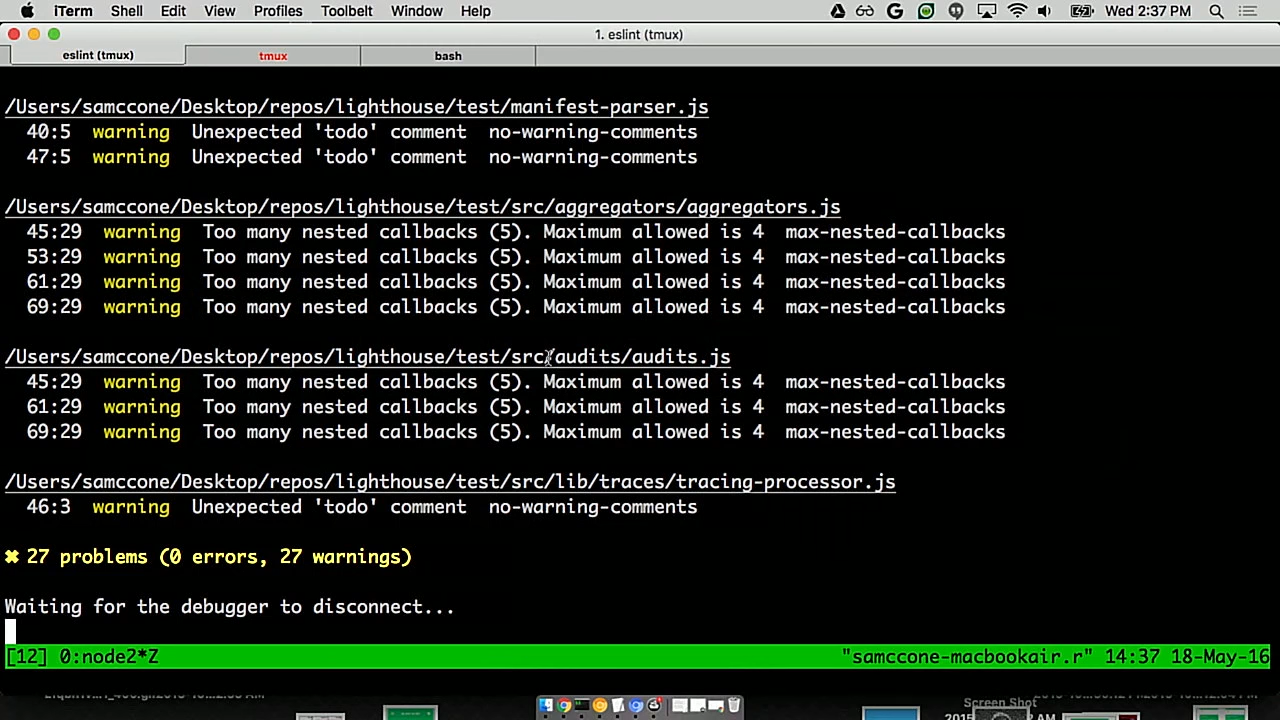 iTerm Shell Edit View Profiles Toolbelt Window Help Wed 2:37 PM
1. eslint (tmux)
eslint (tmux) tmux bash
/Users/samccone/Desktop/repos/lighthouse/test/manifest-parser.js
40:5 warning Unexpected 'todo' comment no-warning-comments
47:5 warning Unexpected 'todo' comment no-warning-comments
/Users/samccone/Desktop/repos/lighthouse/test/src/aggregators/aggregators.js
45:29 warning Too many nested callbacks (5). Maximum allowed is 4 max-nested-callbacks
53:29 warning Too many nested callbacks (5). Maximum allowed is 4 max-nested-callbacks
61:29 warning Too many nested callbacks (5). Maximum allowed is 4 max-nested-callbacks
69:29 warning Too many nested callbacks (5). Maximum allowed is 4 max-nested-callbacks
/Users/samccone/Desktop/repos/lighthouse/test/src/audits/audits.js
45:29 warning Too many nested callbacks (5). Maximum allowed is 4 max-nested-callbacks
61:29 warning Too many nested callbacks (5). Maximum allowed is 4 max-nested-callbacks
69:29 warning Too many nested callbacks (5). Maximum allowed is 4 max-nested-callbacks
/Users/samccone/Desktop/repos/lighthouse/test/src/lib/traces/tracing-processor.js
46:3 warning Unexpected 'todo' comment no-warning-comments
✖ 27 problems (0 errors, 27 warnings)
Waiting for the debugger to disconnect...
[12] 0:node2*Z "samccone-macbookair.r" 14:37 18-May-16
Screen Shot